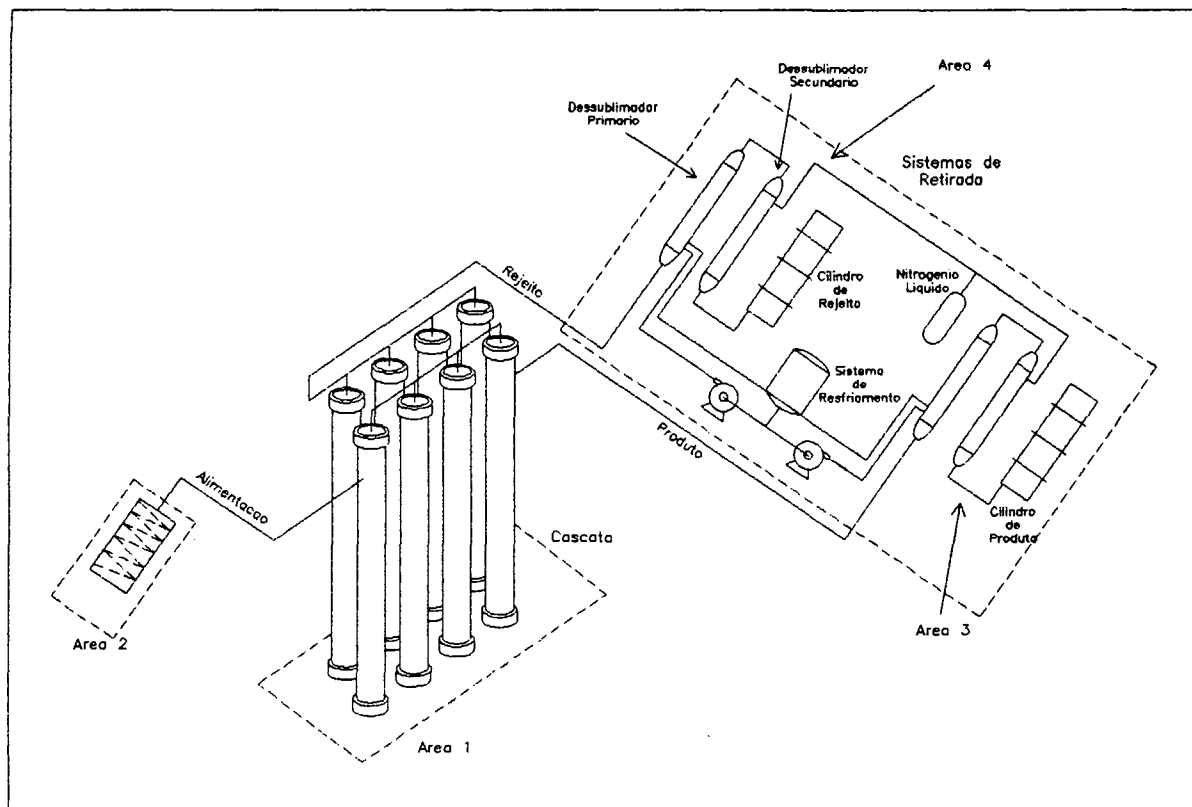 Dessublimador
Secundario
Area 4
Dessublimador
Primario
Sistemas de
Retirada
Rejeito
Cilindro
de
Rejeito
Nitrogenio
Liquido
Sistema
de
Resfriamento
Produto
Alimentacao
Cascata
Cilindro
de
Produto
Area 2
Area 3
Area 1